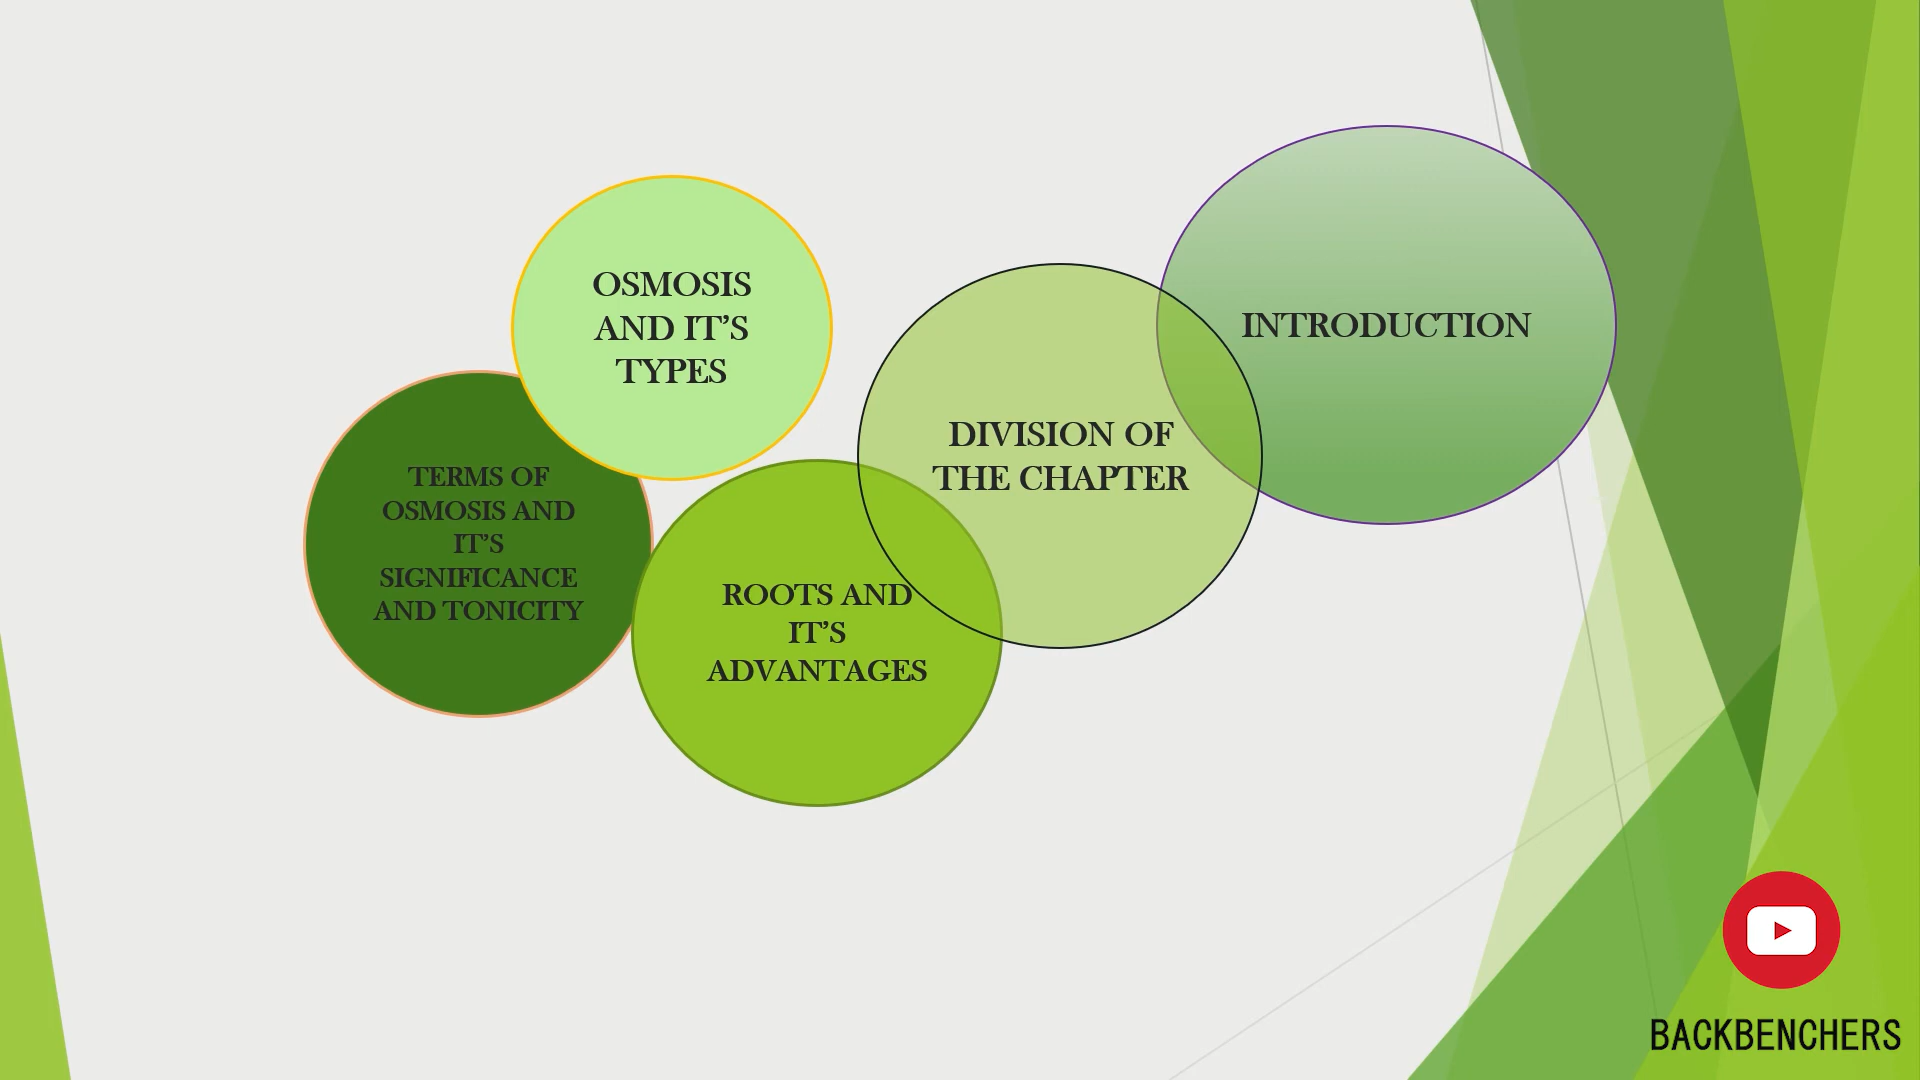 OSMOSIS
AND IT’S
TYPES
INTRODUCTION
DIVISION OF
THE CHAPTER
TERMS OF
OSMOSIS AND
IT’S
SIGNIFICANCE
AND TONICITY
ROOTS AND
IT’S
ADVANTAGES
BACKBENCHERS